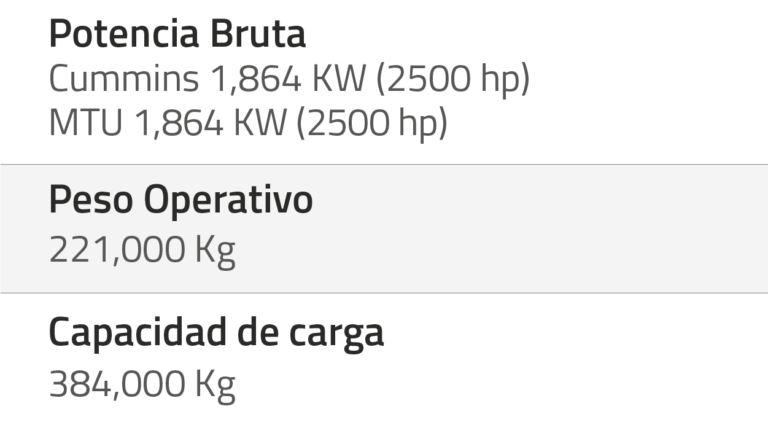 Potencia Bruta
Cummins 1,864 KW (2500 hp)
MTU 1,864 KW (2500 hp)
Peso Operativo
221,000 Kg
Capacidad de carga
384,000 Kg